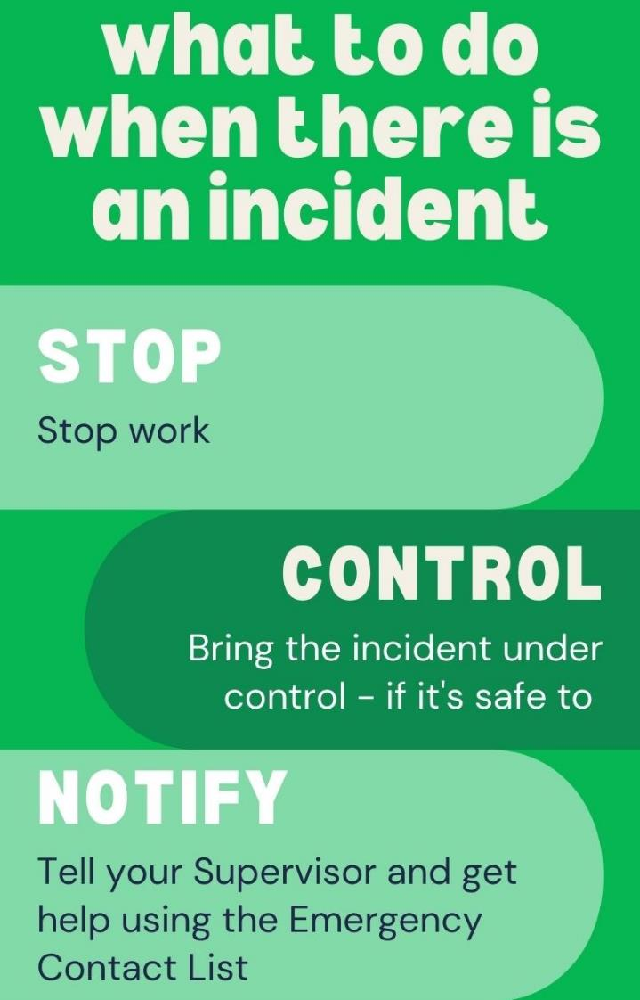 what to do
when there is
an incident
STOP
Stop work
CONTROL
Bring the incident under
control - if it's safe to
NOTIFY
Tell your Supervisor and get
help using the Emergency
Contact List